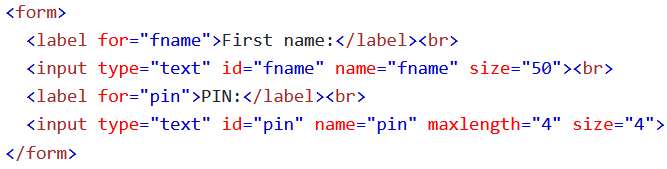 <form>
<label for="fname">First name:</label><br>
<input type="text" id="fname" name="fname" size="50"><br>
<label for="pin">PIN:</label><br>
<input type="text" id="pin" name="pin" maxlength="4" size="4">
</form>